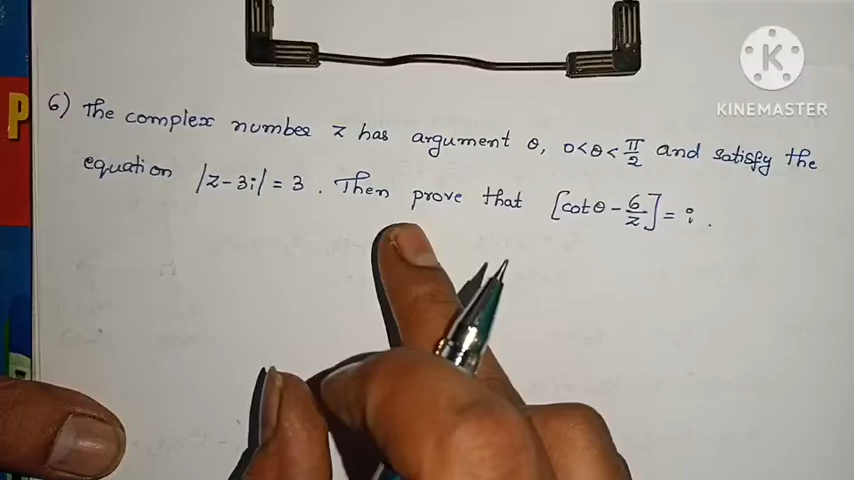 KINEMASTER
P
6) The complex number z has argument θ, 0<θ<π/2 and satisfy the
equation |z-3i| = 3 . Then prove that [cotθ - 6/z] = i .